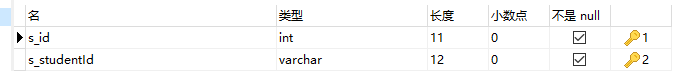 名 类型 长度 小数点 不是 null
s_id int 11 0 1
s_studentId varchar 12 0 2